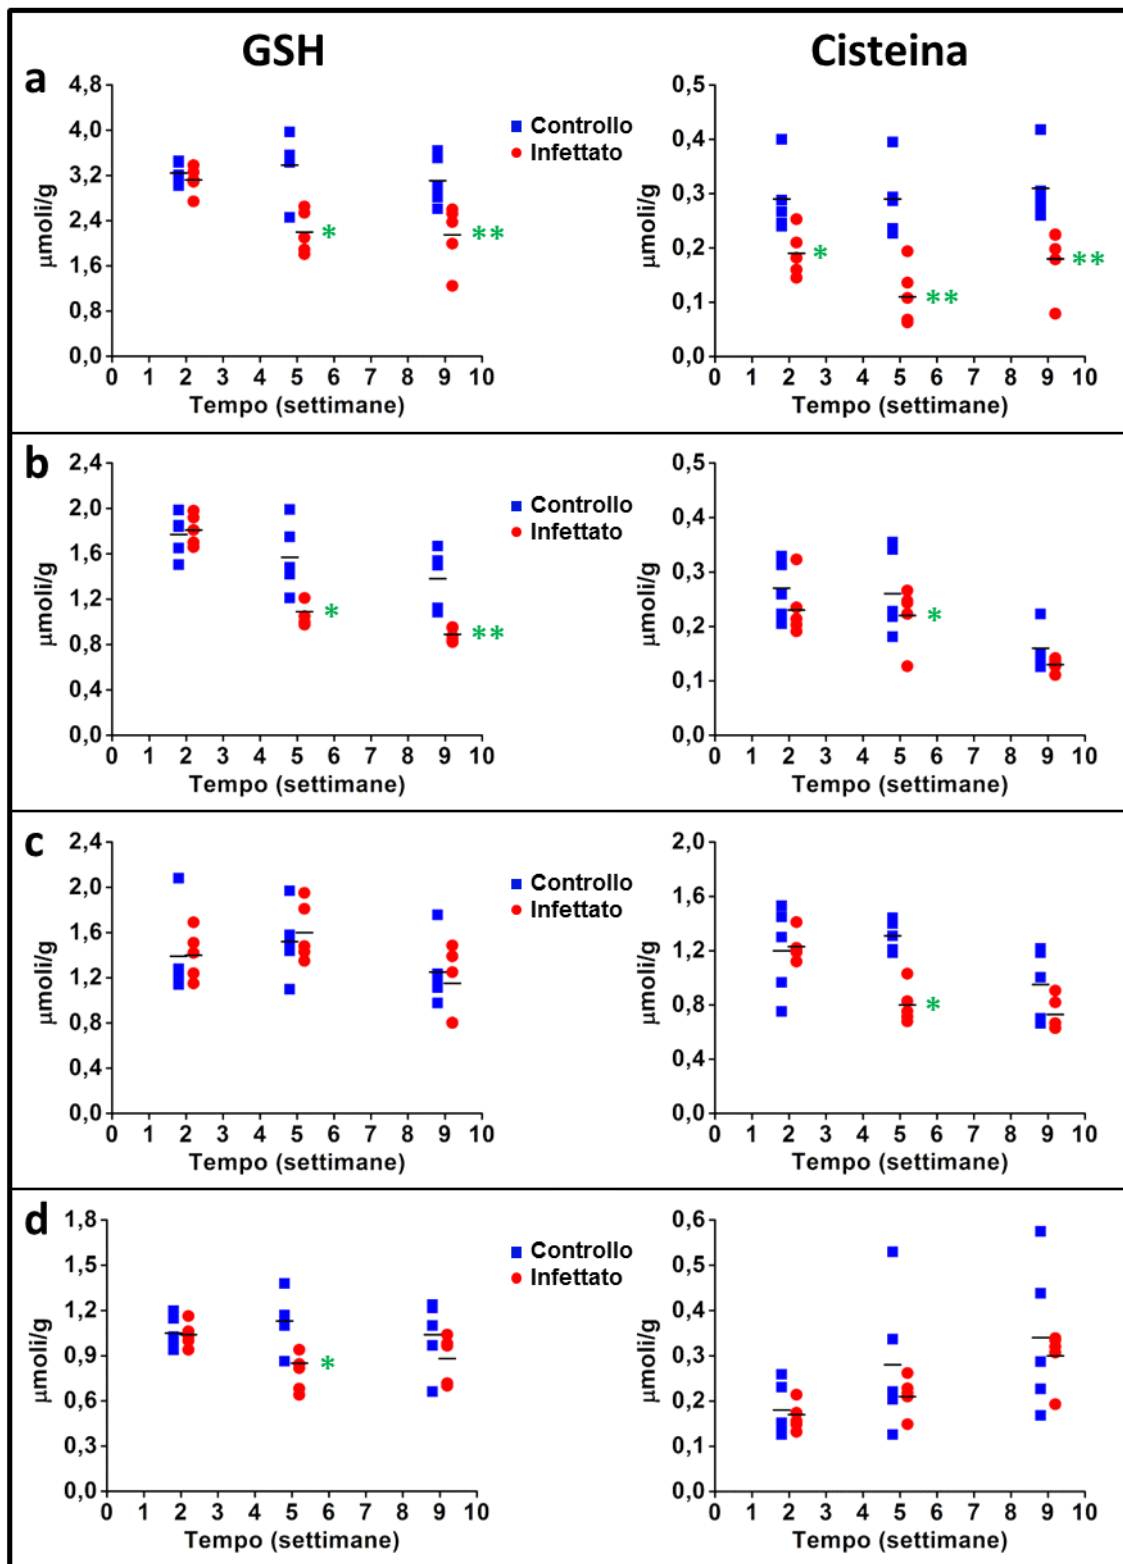 GSH Cisteina
a
4,8
4,0
3,2
2,4
1,6
0,8
0,0
µmoli/g
0 1 2 3 4 5 6 7 8 9 10
Tempo (settimane)
* **
Controllo
Infettato
0,5
0,4
0,3
0,2
0,1
0,0
µmoli/g
0 1 2 3 4 5 6 7 8 9 10
Tempo (settimane)
* ** **
b
2,4
2,0
1,6
1,2
0,8
0,4
0,0
µmoli/g
0 1 2 3 4 5 6 7 8 9 10
Tempo (settimane)
* **
Controllo
Infettato
0,5
0,4
0,3
0,2
0,1
0,0
µmoli/g
0 1 2 3 4 5 6 7 8 9 10
Tempo (settimane)
*
c
2,4
2,0
1,6
1,2
0,8
0,4
0,0
µmoli/g
0 1 2 3 4 5 6 7 8 9 10
Tempo (settimane)
Controllo
Infettato
2,0
1,6
1,2
0,8
0,4
0,0
µmoli/g
0 1 2 3 4 5 6 7 8 9 10
Tempo (settimane)
*
d
1,8
1,5
1,2
0,9
0,6
0,3
0,0
µmoli/g
0 1 2 3 4 5 6 7 8 9 10
Tempo (settimane)
*
Controllo
Infettato
0,6
0,5
0,4
0,3
0,2
0,1
0,0
µmoli/g
0 1 2 3 4 5 6 7 8 9 10
Tempo (settimane)